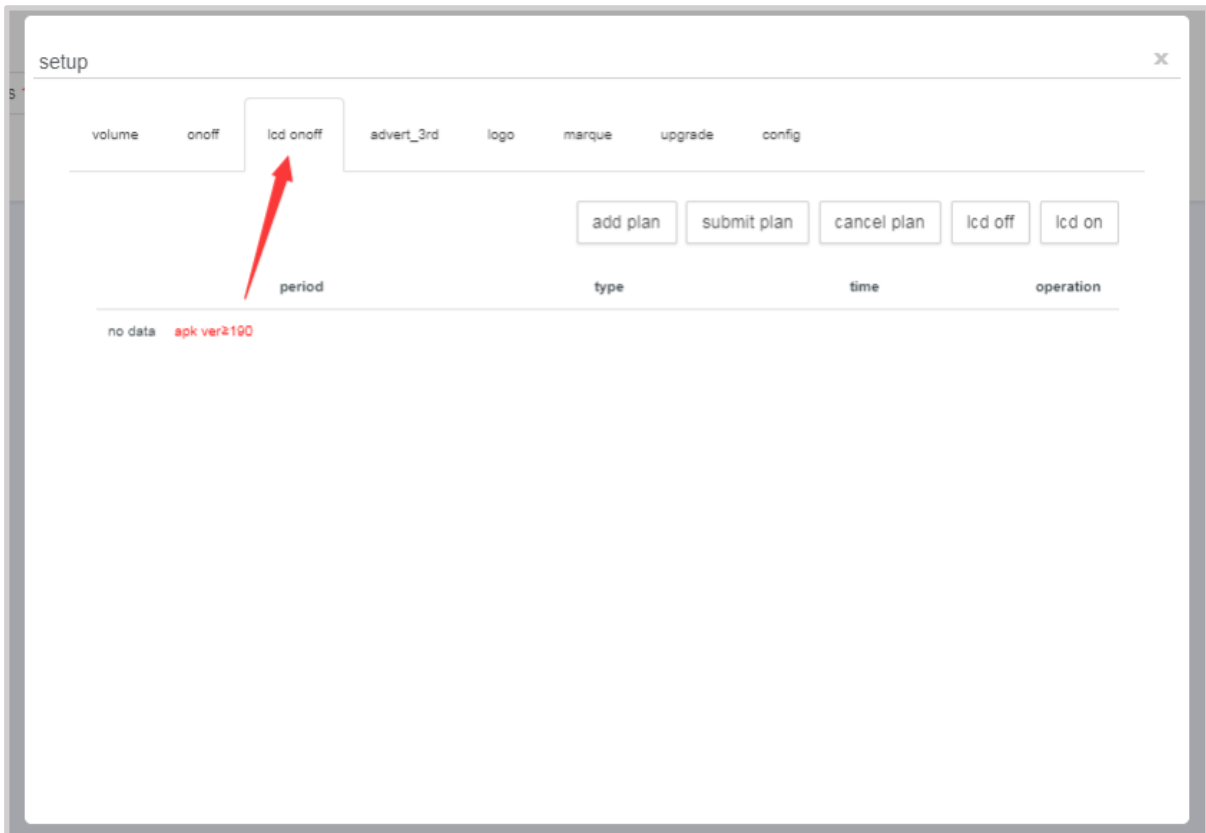 setup x
s
volume onoff lcd onoff advert_3rd logo marque upgrade config
add plan submit plan cancel plan lcd off lcd on
period type time operation
no data apk ver≥190